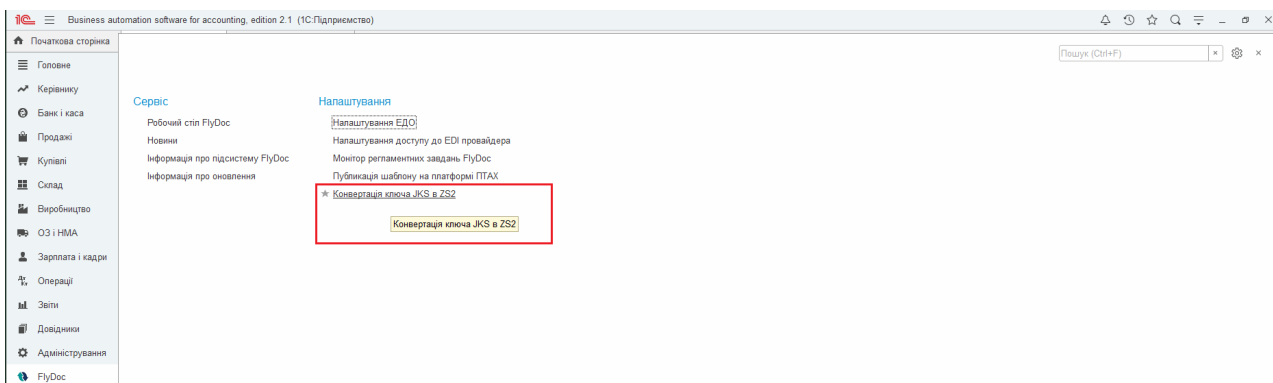 1С Business automation software for accounting, edition 2.1 (1С:Підприємство)
Початкова сторінка
Пошук (Ctrl+F)
Головне
Керівнику
Банк і каса
Продажі
Купівлі
Склад
Виробництво
ОЗ і НМА
Зарплата і кадри
Операції
Звіти
Довідники
Адміністрування
FlyDoc
Сервіс
Робочий стіл FlyDoc
Новини
Інформація про підсистему FlyDoc
Інформація про оновлення
Налаштування
Налаштування ЕДО
Налаштування доступу до EDI провайдера
Монітор регламентних завдань FlyDoc
Публікація шаблону на платформі ПТАХ
Конвертація ключа JKS в ZS2
Конвертація ключа JKS в ZS2